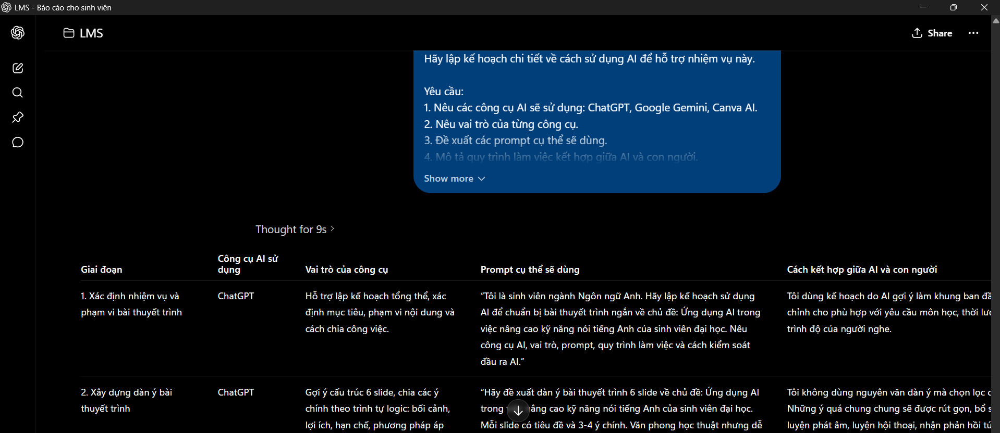 LMS - Báo cáo cho sinh viên
LMS
Share
Hãy lập kế hoạch chi tiết về cách sử dụng AI để hỗ trợ nhiệm vụ này.
Yêu cầu:
1. Nêu các công cụ AI sẽ sử dụng: ChatGPT, Google Gemini, Canva AI.
2. Nêu vai trò của từng công cụ.
3. Đề xuất các prompt cụ thể sẽ dùng.
4. Mô tả quy trình làm việc kết hợp giữa AI và con người.
Show more
Thought for 9s
Giai đoạn
Công cụ AI sử
dụng
Vai trò của công cụ
Prompt cụ thể sẽ dùng
Cách kết hợp giữa AI và con người
1. Xác định nhiệm vụ và
phạm vi bài thuyết trình
ChatGPT
Hỗ trợ lập kế hoạch tổng thể, xác
định mục tiêu, phạm vi nội dung và
cách chia công việc.
“Tôi là sinh viên ngành Ngôn ngữ Anh. Hãy lập kế hoạch sử dụng
AI để chuẩn bị bài thuyết trình ngắn về chủ đề: Ứng dụng AI trong
việc nâng cao kỹ năng nói tiếng Anh của sinh viên đại học. Nêu
công cụ AI, vai trò, prompt, quy trình làm việc và cách kiểm soát
đầu ra AI.”
Tôi dùng kế hoạch do AI gợi ý làm khung ban
chỉnh cho phù hợp với yêu cầu môn học, thời
trình độ của người nghe.
2. Xây dựng dàn ý bài
thuyết trình
ChatGPT
Gợi ý cấu trúc 6 slide, chia các ý
chính theo trình tự logic: bối cảnh,
lợi ích, hạn chế, phương pháp áp
“Hãy đề xuất dàn ý bài thuyết trình 6 slide về chủ đề: Ứng dụng AI
trong cao kỹ năng nói tiếng Anh của sinh viên đại học.
Mỗi slide có tiêu đề và 3-4 ý chính. Văn phong học thuật nhưng dễ
Tôi không dùng nguyên văn dàn ý mà chọn lọc
Những ý quá chung chung sẽ được rút gọn, bổ
luyện phát âm, luyện hội thoại, nhận phản hồi